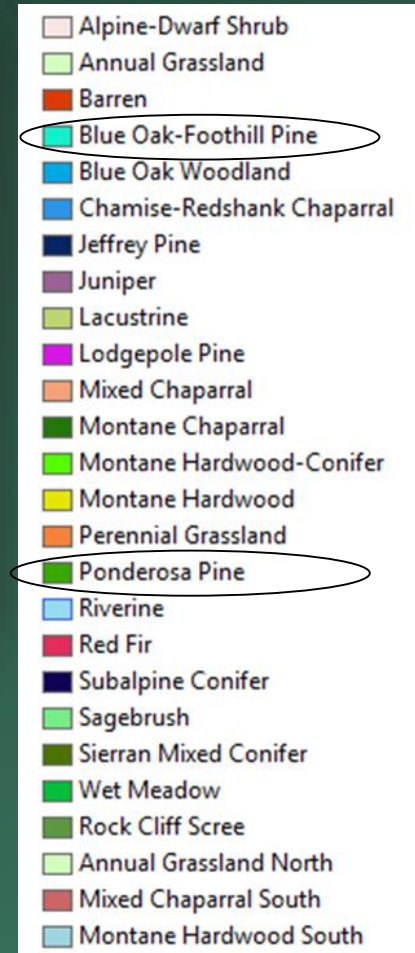 Alpine-Dwarf Shrub
Annual Grassland
Barren
Blue Oak-Foothill Pine
Blue Oak Woodland
Chamise-Redshank Chaparral
Jeffrey Pine
Juniper
Lacustrine
Lodgepole Pine
Mixed Chaparral
Montane Chaparral
Montane Hardwood-Conifer
Montane Hardwood
Perennial Grassland
Ponderosa Pine
Riverine
Red Fir
Subalpine Conifer
Sagebrush
Sierran Mixed Conifer
Wet Meadow
Rock Cliff Scree
Annual Grassland North
Mixed Chaparral South
Montane Hardwood South